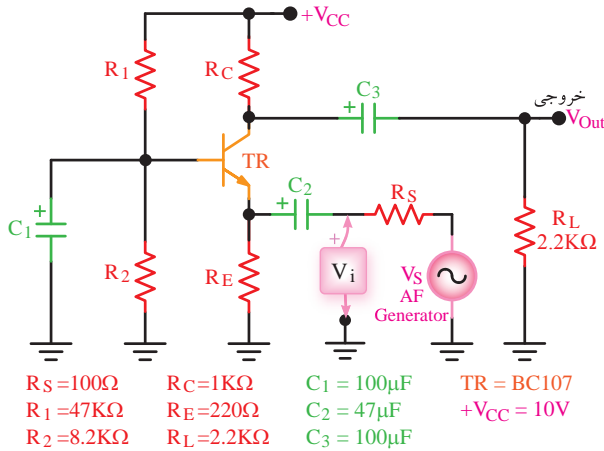 +VCC
R1
RC
C3
خروجی
VOut
TR
C1
C2
RS
RL
2.2KΩ
R2
RE
Vi
VS
AF
Generator
RS=100Ω
R1=47KΩ
R2=8.2KΩ
RC=1KΩ
RE=220Ω
RL=2.2KΩ
C1 = 100µF
C2 = 47µF
C3 = 100µF
TR = BC107
+VCC = 10V